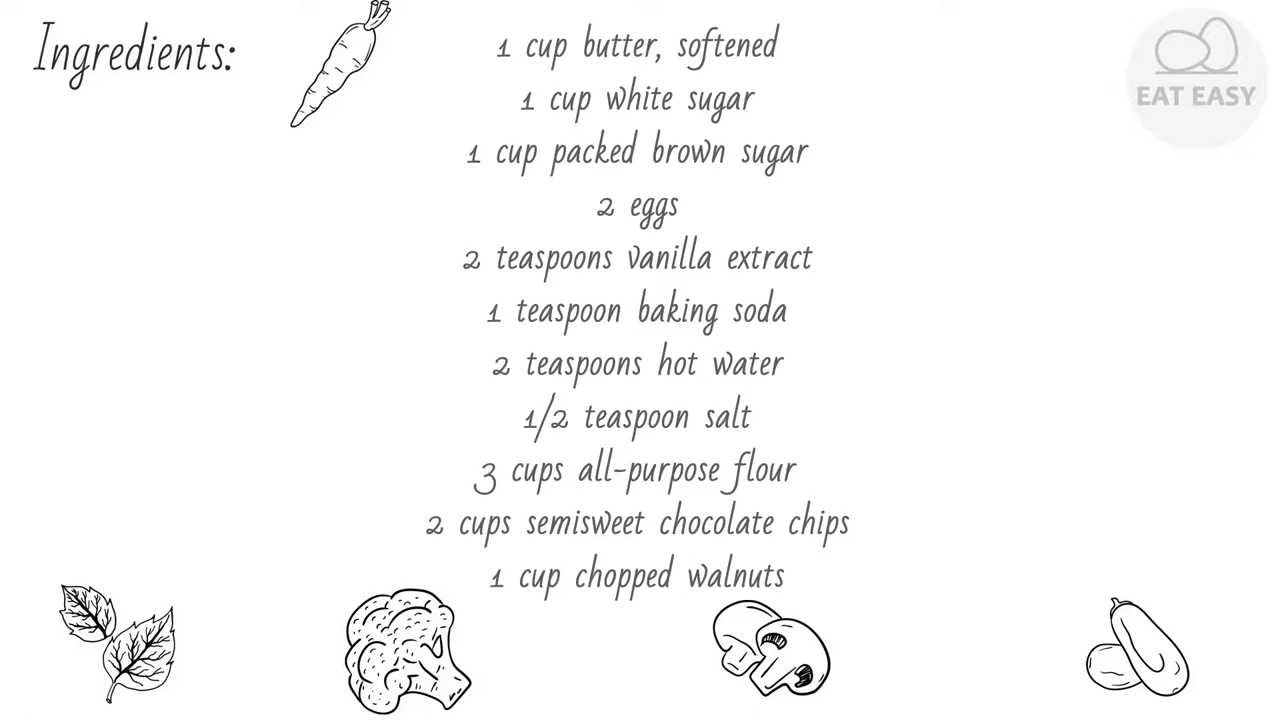 Ingredients:
1 cup butter, softened
1 cup white sugar
1 cup packed brown sugar
2 eggs
2 teaspoons vanilla extract
1 teaspoon baking soda
2 teaspoons hot water
1/2 teaspoon salt
3 cups all-purpose flour
2 cups semisweet chocolate chips
1 cup chopped walnuts
EAT EASY